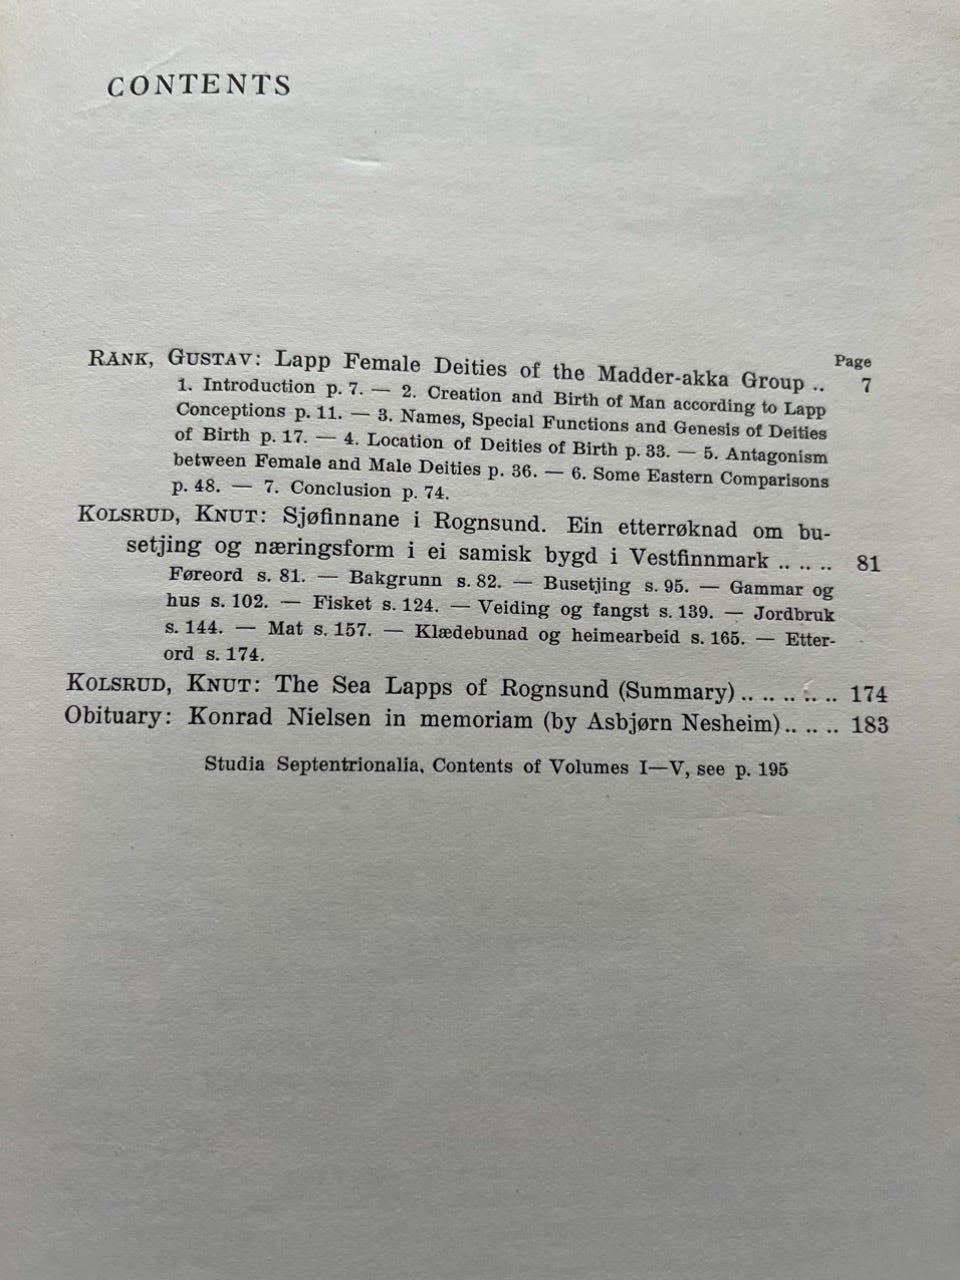 CONTENTS
Page
RÄNK, GUSTAV: Lapp Female Deities of the Madder-akka Group .. 7
1. Introduction p. 7. — 2. Creation and Birth of Man according to Lapp
Conceptions p. 11. — 3. Names, Special Functions and Genesis of Deities
of Birth p. 17. — 4. Location of Deities of Birth p. 33. — 5. Antagonism
between Female and Male Deities p. 36. — 6. Some Eastern Comparisons
p. 48. — 7. Conclusion p. 74.
KOLSRUD, KNUT: Sjøfinnane i Rognsund. Ein etterrøknad om bu-
setjing og næringsform i ei samisk bygd i Vestfinnmark .. .. .. 81
Føreord s. 81. — Bakgrunn s. 82. — Busetjing s. 95. — Gammar og
hus s. 102. — Fisket s. 124. — Veiding og fangst s. 139. — Jordbruk
s. 144. — Mat s. 157. — Klædebunad og heimearbeid s. 165. — Etter-
ord s. 174.
KOLSRUD, KNUT: The Sea Lapps of Rognsund (Summary) .. .. .. .. 174
Obituary: Konrad Nielsen in memoriam (by Asbjørn Nesheim) .. .. .. 183
Studia Septentrionalia, Contents of Volumes I—V, see p. 195